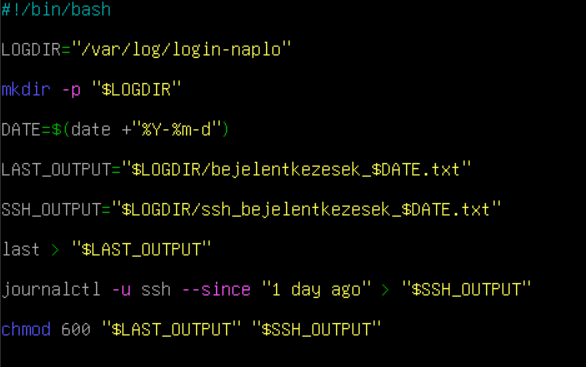 #!/bin/bash
LOGDIR="/var/log/login-naplo"
mkdir -p "$LOGDIR"
DATE=$(date +"%Y-%m-d")
LAST_OUTPUT="$LOGDIR/bejelentkezesek_$DATE.txt"
SSH_OUTPUT="$LOGDIR/ssh_bejelentkezesek_$DATE.txt"
last > "$LAST_OUTPUT"
journalctl -u ssh --since "1 day ago" > "$SSH_OUTPUT"
chmod 600 "$LAST_OUTPUT" "$SSH_OUTPUT"